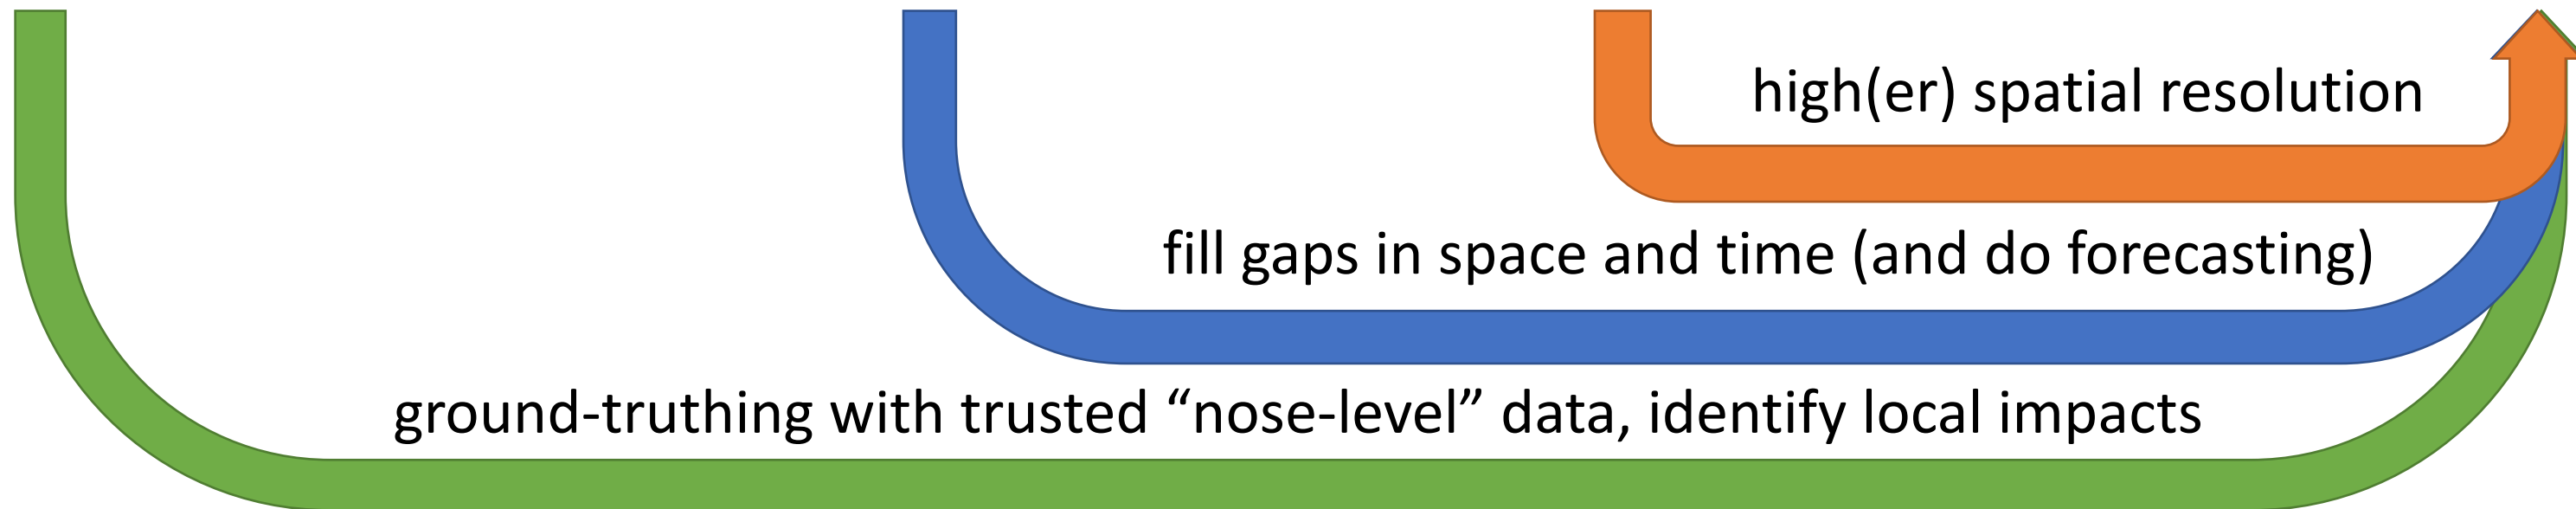 high(er) spatial resolution
fill gaps in space and time (and do forecasting)
ground-truthing with trusted “nose-level” data, identify local impacts